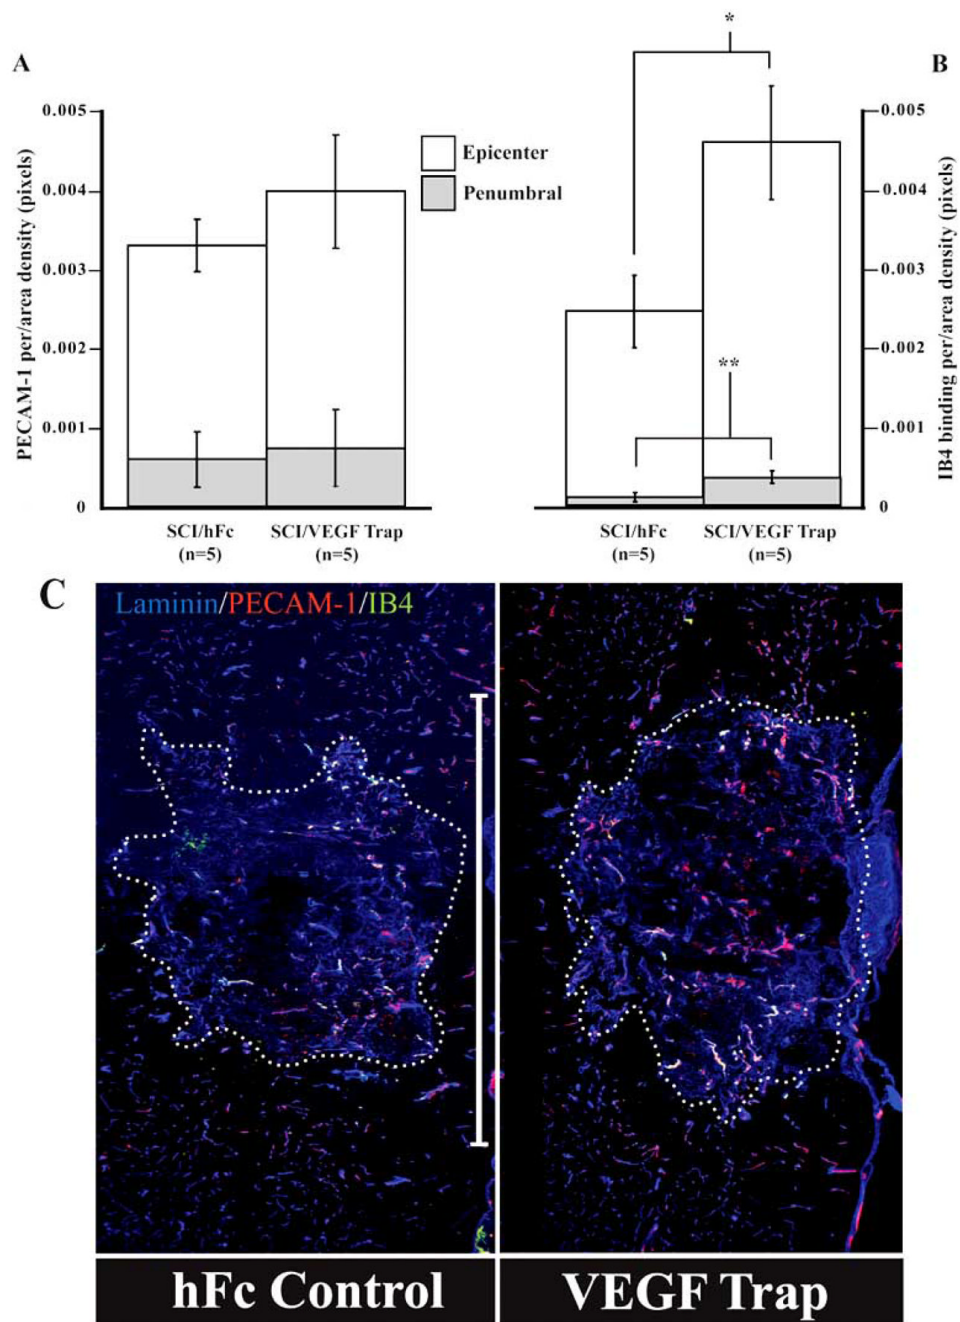 A
PECAM-1 per/area density (pixels)
0.005
0.004
0.003
0.002
0.001
0
SCI/hFc
(n=5)
SCI/VEGF Trap
(n=5)
Epicenter
Penumbral
B
*
**
0.005
0.004
0.003
0.002
0.001
0
IB4 binding per/area density (pixels)
SCI/hFc
(n=5)
SCI/VEGF Trap
(n=5)
C
Laminin/PECAM-1/IB4
hFc Control
VEGF Trap